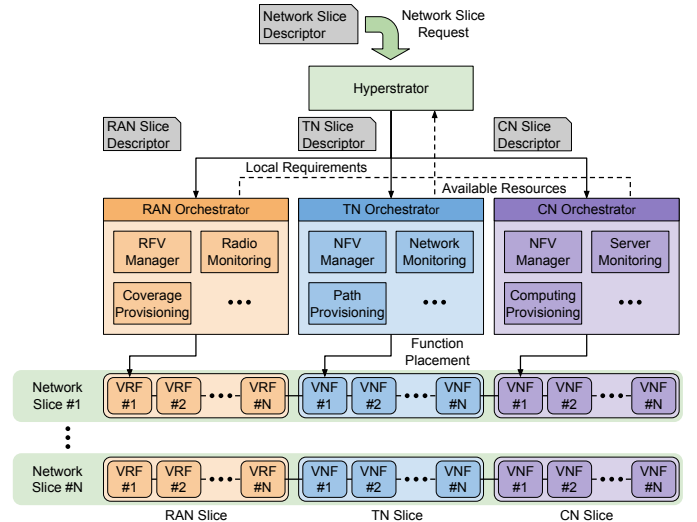 Network Slice
Descriptor
Network Slice
Request
Hyperstrator
RAN Slice
Descriptor
TN Slice
Descriptor
CN Slice
Descriptor
Local Requirements
Available Resources
RAN Orchestrator
RFV
Manager
Radio
Monitoring
Coverage
Provisioning
•••
TN Orchestrator
NFV
Manager
Network
Monitoring
Path
Provisioning
•••
CN Orchestrator
NFV
Manager
Server
Monitoring
Computing
Provisioning
•••
Function
Placement
Network
Slice #1
VRF
#1
VRF
#2
•••
VRF
#N
VNF
#1
VNF
#2
•••
VNF
#N
VNF
#1
VNF
#2
•••
VNF
#N
Network
Slice #N
VRF
#1
VRF
#2
•••
VRF
#N
VNF
#1
VNF
#2
•••
VNF
#N
VNF
#1
VNF
#2
•••
VNF
#N
RAN Slice
TN Slice
CN Slice